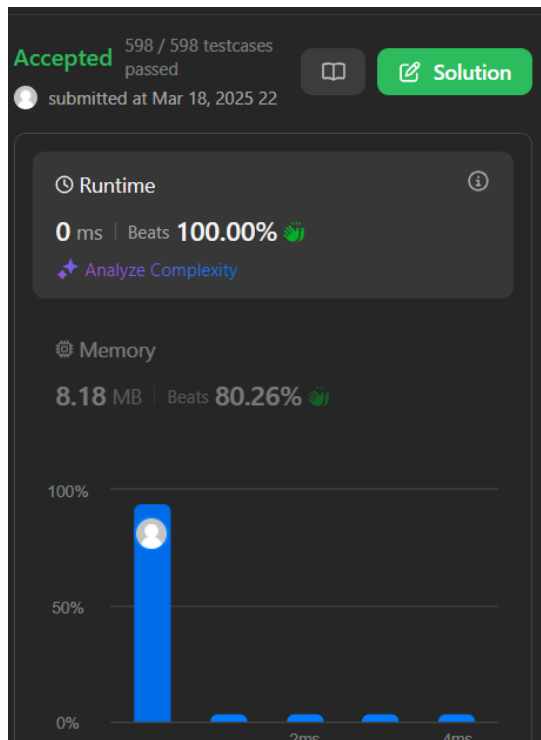 Accepted
598 / 598 testcases
passed
Solution
submitted at Mar 18, 2025 22
Runtime
0 ms | Beats 100.00%
Analyze Complexity
Memory
8.18 MB | Beats 80.26%
100%
50%
0%
2ms
4ms